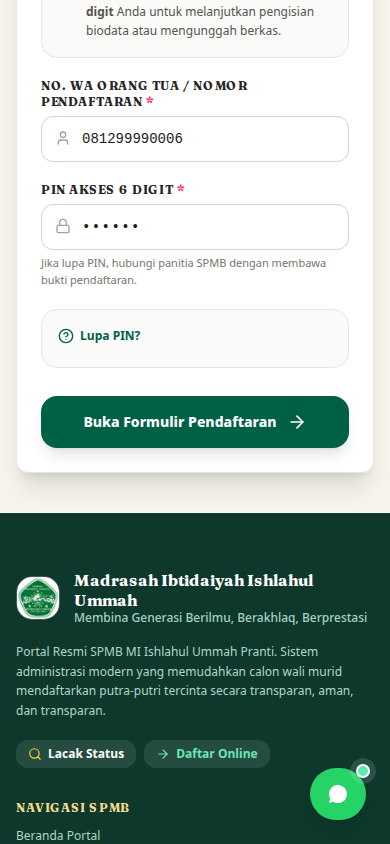 digit Anda untuk melanjutkan pengisian
biodata atau mengunggah berkas.
NO. WA ORANG TUA / NOMOR
PENDAFTARAN *
081299990006
PIN AKSES 6 DIGIT *
••••••
Jika lupa PIN, hubungi panitia SPMB dengan membawa
bukti pendaftaran.
Lupa PIN?
Buka Formulir Pendaftaran
Madrasah Ibtidaiyah Ishlahul
Ummah
Membina Generasi Berilmu, Berakhlaq, Berprestasi
Portal Resmi SPMB MI Ishlahul Ummah Pranti. Sistem
administrasi modern yang memudahkan calon wali murid
mendaftarkan putra-putri tercinta secara transparan, aman,
dan transparan.
Lacak Status
Daftar Online
NAVIGASI SPMB
Beranda Portal